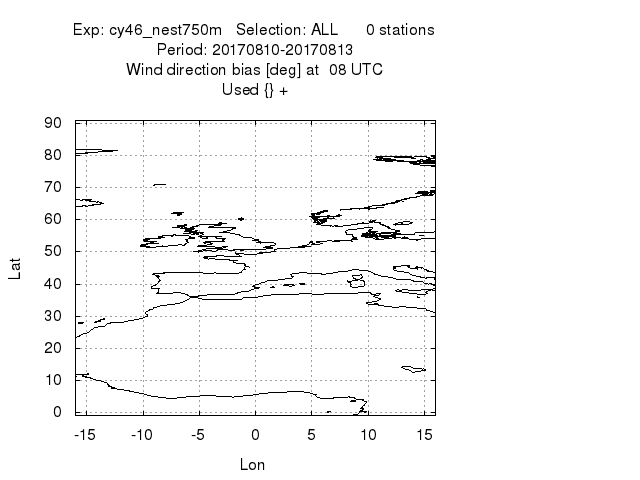 Exp: cy46_nest750m Selection: ALL 0 stations
Period: 20170810-20170813
Wind direction bias [deg] at 08 UTC
Used {} +
90
80
70
60
50
40
30
20
10
0
Lat
-15 -10 -5 0 5 10 15
Lon